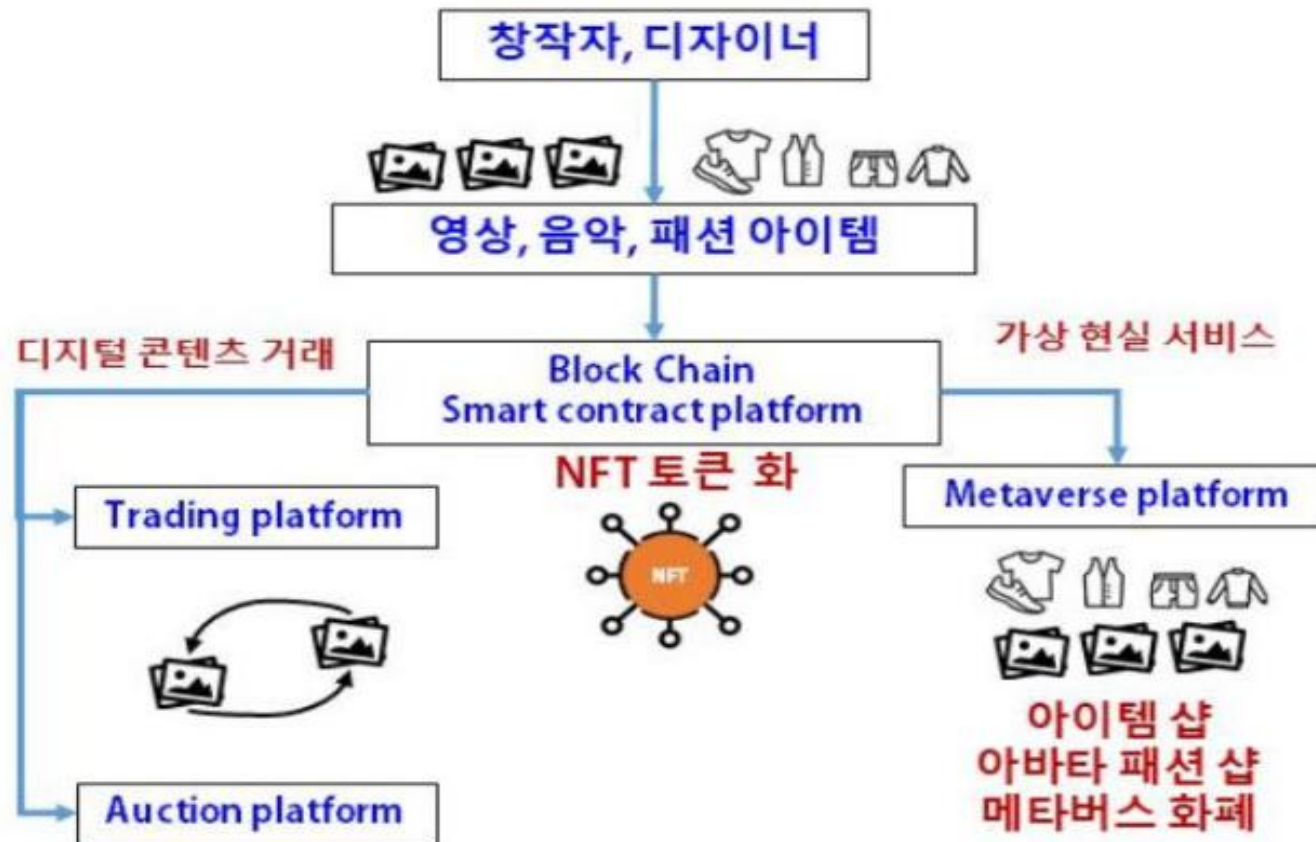 창작자, 디자이너
영상, 음악, 패션 아이템
디지털 콘텐츠 거래
가상 현실 서비스
Block Chain
Smart contract platform
NFT 토큰 화
Trading platform
Metaverse platform
NFT
아이템 샵
아바타 패션 샵
메타버스 화폐
Auction platform